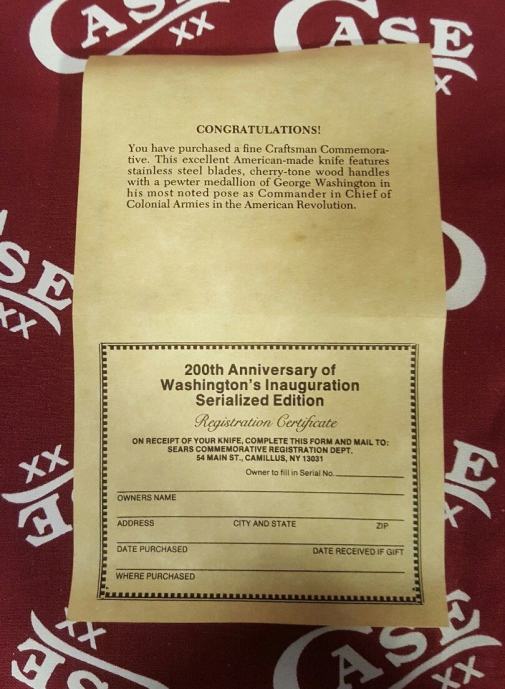 CASE
XX
CASE
XX
CONGRATULATIONS!
You have purchased a fine Craftsman Commemora-
tive. This excellent American-made knife features
stainless steel blades, cherry-tone wood handles
with a pewter medallion of George Washington in
his most noted pose as Commander in Chief of
Colonial Armies in the American Revolution.
200th Anniversary of
Washington's Inauguration
Serialized Edition
Registration Certificate
ON RECEIPT OF YOUR KNIFE, COMPLETE THIS FORM AND MAIL TO:
SEARS COMMEMORATIVE REGISTRATION DEPT.
54 MAIN ST., CAMILLUS, NY 13031
Owner to fill in Serial No.
OWNERS NAME
ADDRESS CITY AND STATE ZIP
DATE PURCHASED DATE RECEIVED IF GIFT
WHERE PURCHASED
XX
XX
CASE